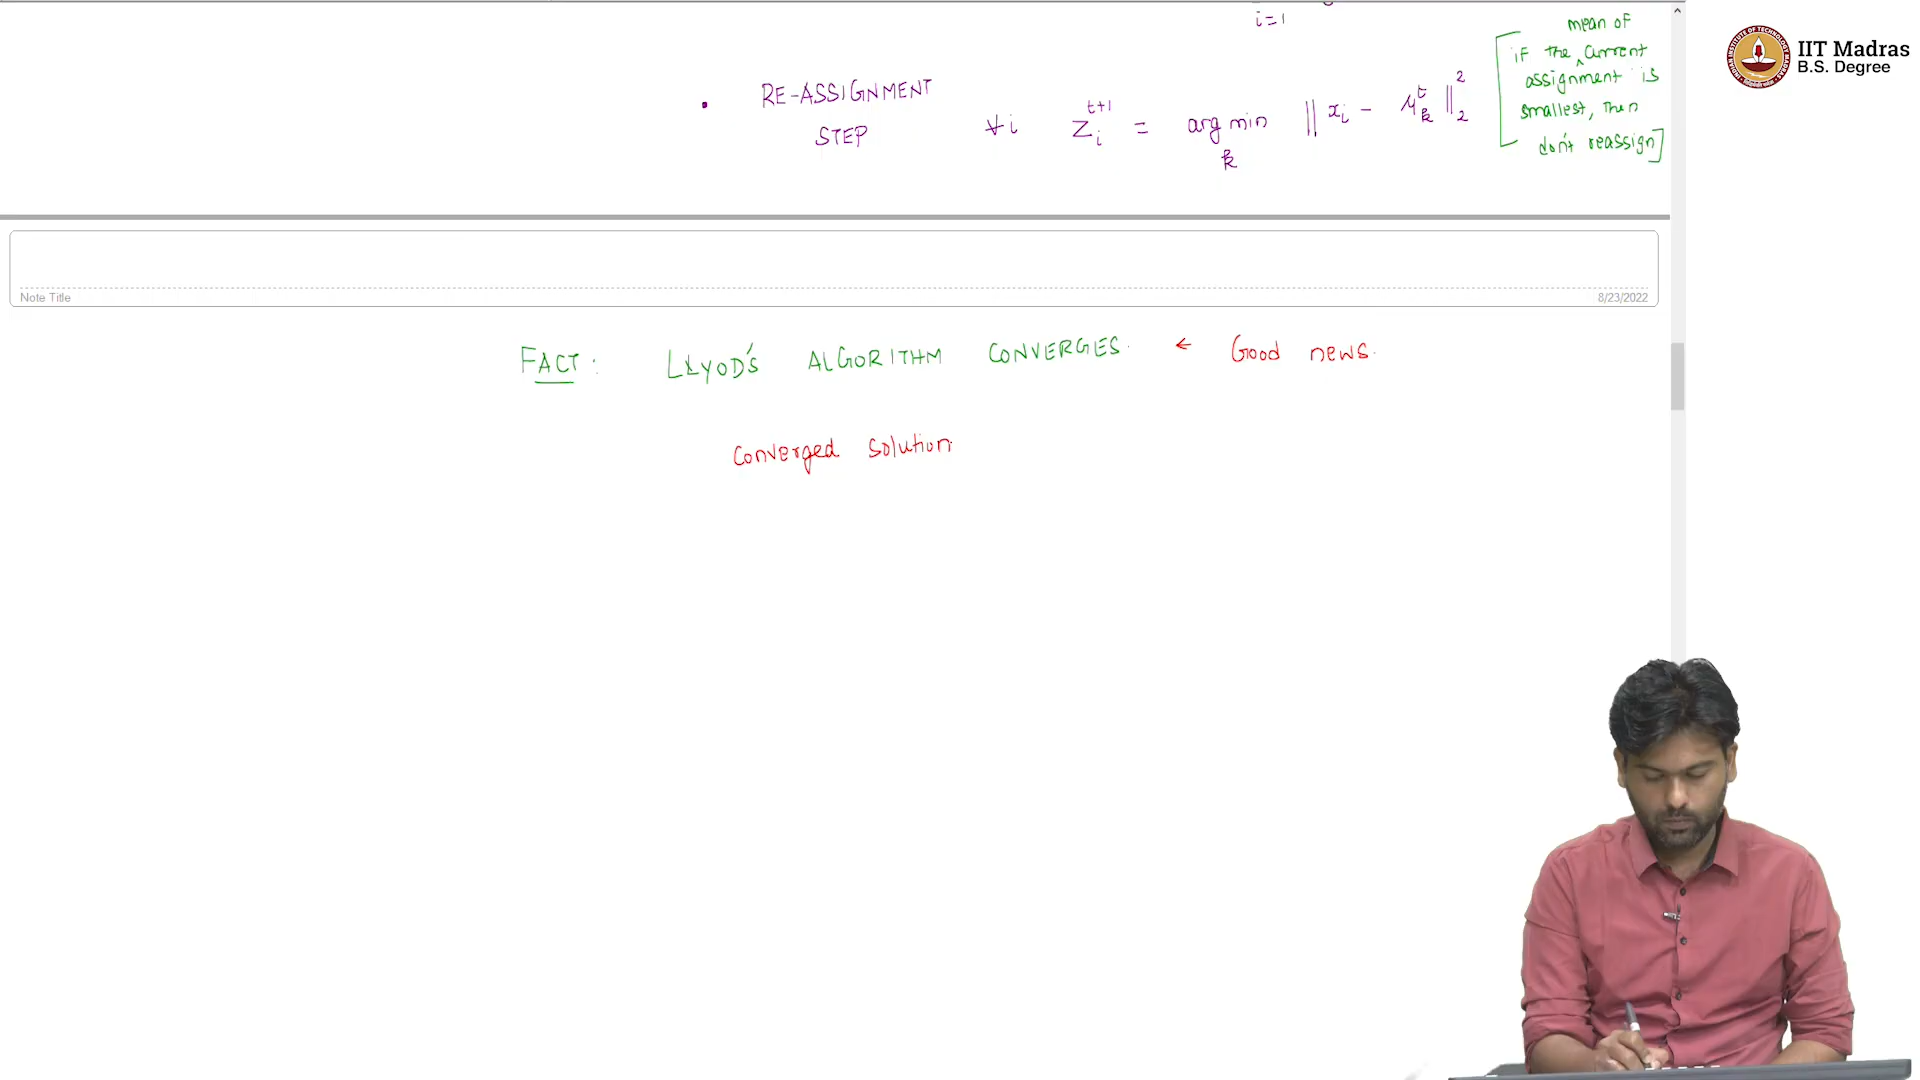 i=1
mean of
if the ^ current
assignment is
smallest, then
don't reassign]
IIT Madras
B.S. Degree
RE-ASSIGNMENT
STEP
∀i Z_i^{t+1} = arg min_k || x_i - μ_k^t ||_2^2
Note Title
8/23/2022
FACT: LLYOD'S ALGORITHM CONVERGES. ← Good news.
Converged solution